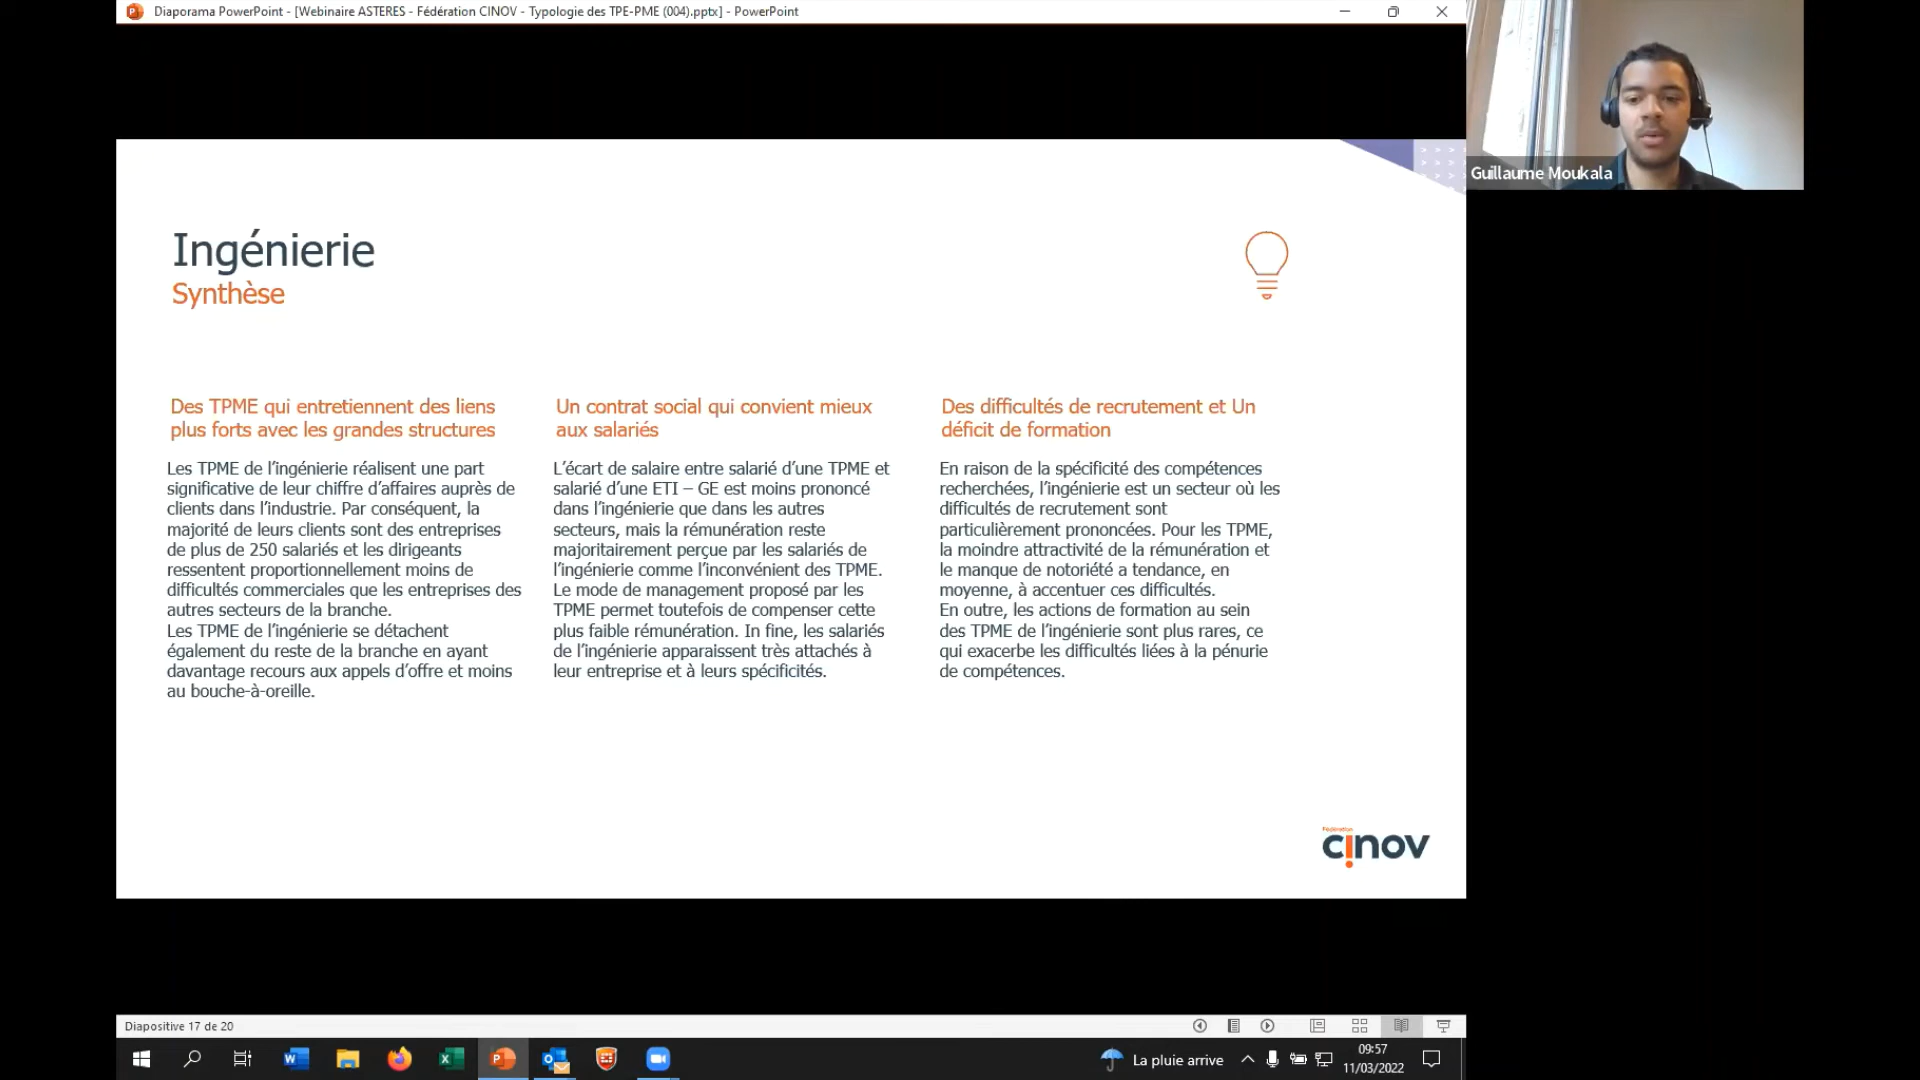 Diaporama PowerPoint - [Webinaire ASTERES - Fédération CINOV - Typologie des TPE-PME (004).pptx] - PowerPoint
Guillaume Moukala
Ingénierie
Synthèse
Des TPME qui entretiennent des liens
plus forts avec les grandes structures
Les TPME de l’ingénierie réalisent une part
significative de leur chiffre d’affaires auprès de
clients dans l’industrie. Par conséquent, la
majorité de leurs clients sont des entreprises
de plus de 250 salariés et les dirigeants
ressentent proportionnellement moins de
difficultés commerciales que les entreprises des
autres secteurs de la branche.
Les TPME de l’ingénierie se détachent
également du reste de la branche en ayant
davantage recours aux appels d’offre et moins
au bouche-à-oreille.
Un contrat social qui convient mieux
aux salariés
L’écart de salaire entre salarié d’une TPME et
salarié d’une ETI – GE est moins prononcé
dans l’ingénierie que dans les autres
secteurs, mais la rémunération reste
majoritairement perçue par les salariés de
l’ingénierie comme l’inconvénient des TPME.
Le mode de management proposé par les
TPME permet toutefois de compenser cette
plus faible rémunération. In fine, les salariés
de l’ingénierie apparaissent très attachés à
leur entreprise et à leurs spécificités.
Des difficultés de recrutement et Un
déficit de formation
En raison de la spécificité des compétences
recherchées, l’ingénierie est un secteur où les
difficultés de recrutement sont
particulièrement prononcées. Pour les TPME,
la moindre attractivité de la rémunération et
le manque de notoriété a tendance, en
moyenne, à accentuer ces difficultés.
En outre, les actions de formation au sein
des TPME de l’ingénierie sont plus rares, ce
qui exacerbe les difficultés liées à la pénurie
de compétences.
Fédération
cinov
Diapositive 17 de 20
La pluie arrive
09:57
11/03/2022